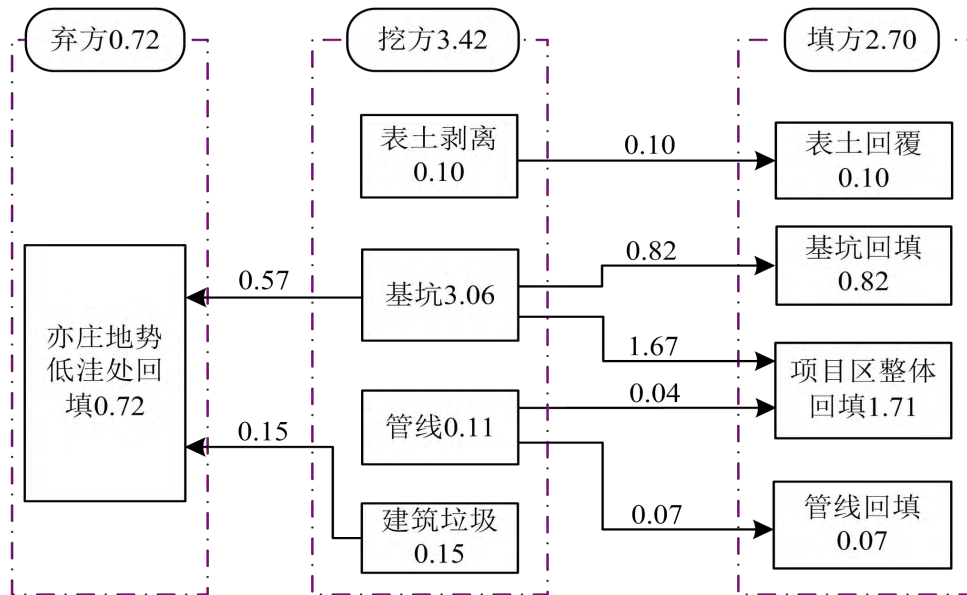 弃方0.72
挖方3.42
填方2.70
表土剥离
0.10
0.10
表土回覆
0.10
0.57
基坑3.06
0.82
基坑回填
0.82
亦庄地势
低洼处回
填0.72
1.67
项目区整体
回填1.71
0.15
管线0.11
0.04
0.07
管线回填
0.07
建筑垃圾
0.15